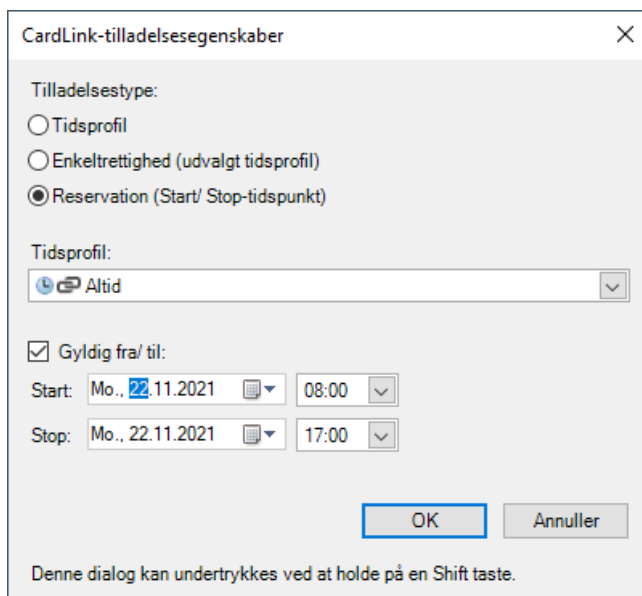 CardLink-tilladelsesegenskaber
Tilladelsestype:
Tidsprofil
Enkeltrettighed (udvalgt tidsprofil)
Reservation (Start/ Stop-tidspunkt)
Tidsprofil:
Altid
Gyldig fra/ til:
Start: Mo., 22.11.2021 08:00
Stop: Mo., 22.11.2021 17:00
OK Annuller
Denne dialog kan undertrykkes ved at holde på en Shift taste.